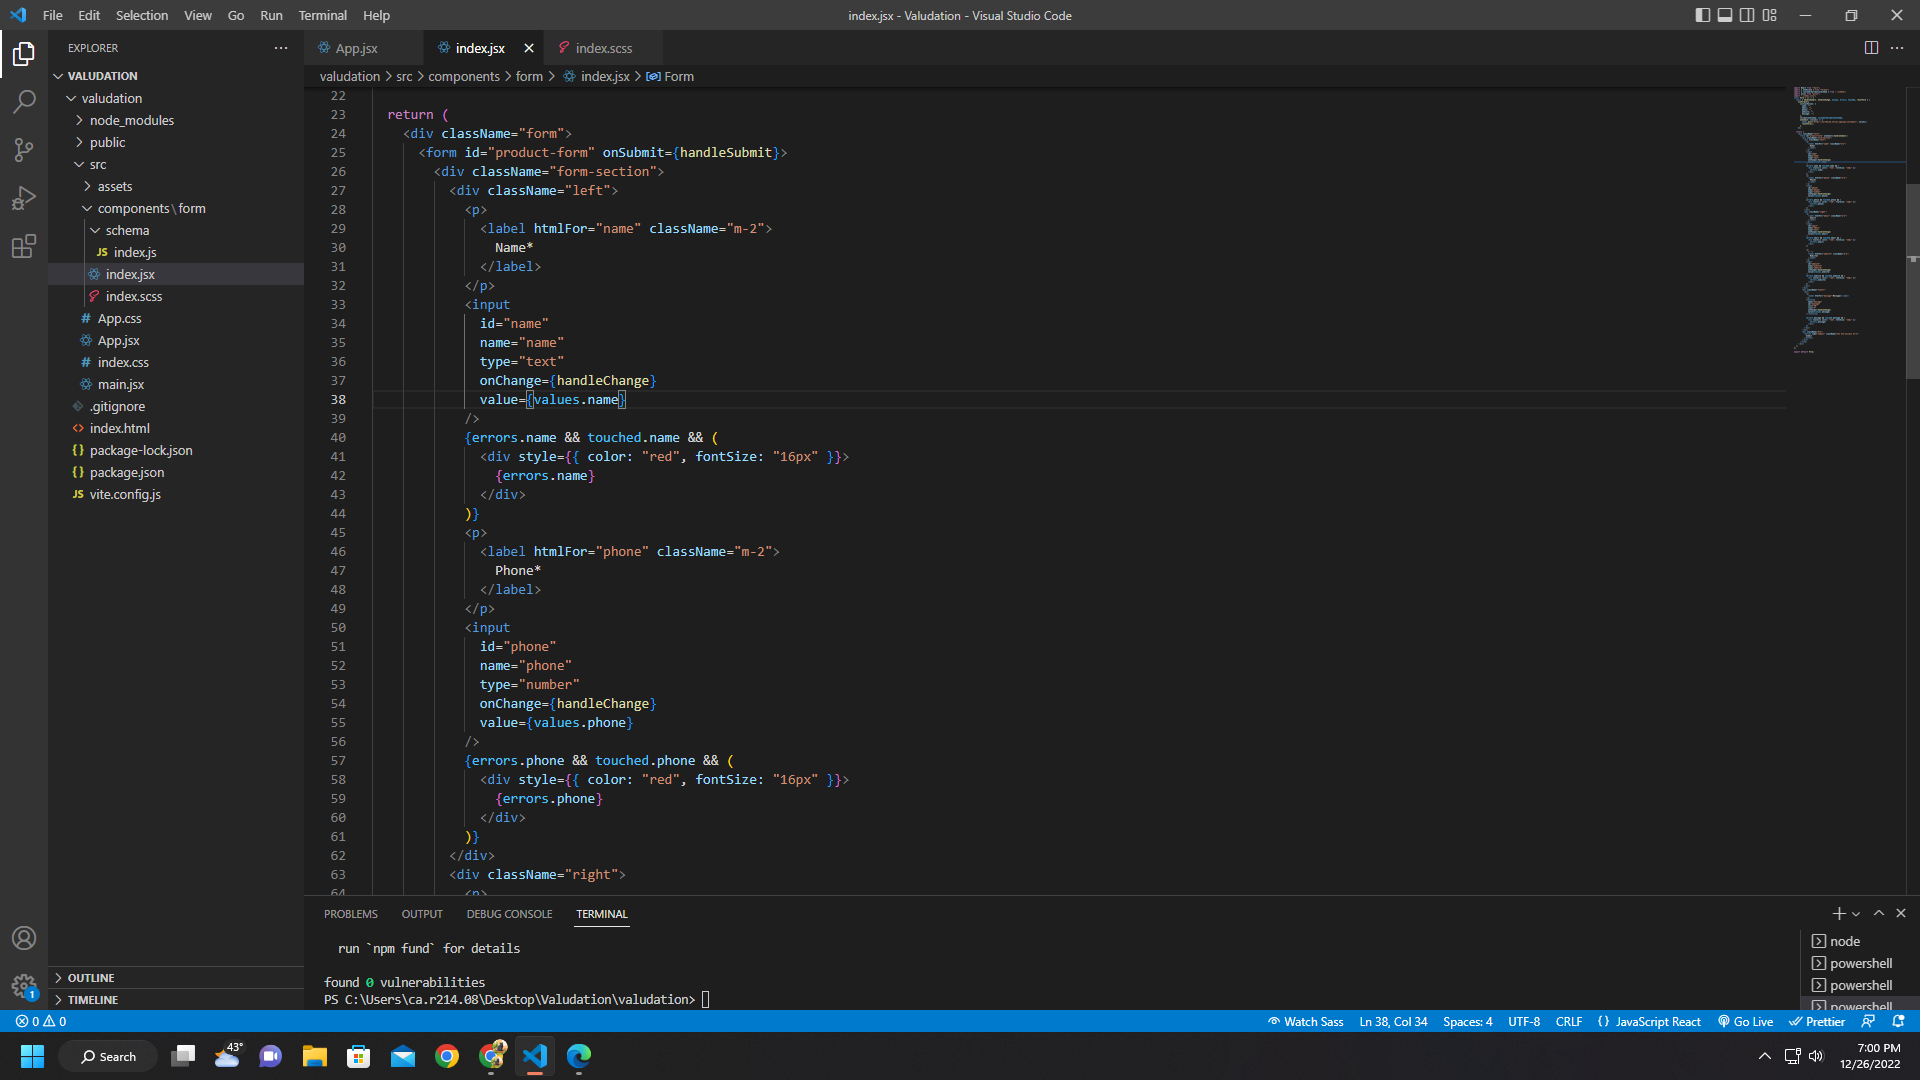 File Edit Selection View Go Run Terminal Help
index.jsx - Valudation - Visual Studio Code
EXPLORER
VALUDATION
valudation
node_modules
public
src
assets
components\form
schema
JS index.js
index.jsx
index.scss
# App.css
App.jsx
# index.css
main.jsx
.gitignore
<> index.html
{} package-lock.json
{} package.json
JS vite.config.js
OUTLINE
TIMELINE
1
App.jsx index.jsx index.scss
valudation > src > components > form > index.jsx > Form
22
23 return (
24 <div className="form">
25 <form id="product-form" onSubmit={handleSubmit}>
26 <div className="form-section">
27 <div className="left">
28 <p>
29 <label htmlFor="name" className="m-2">
30 Name*
31 </label>
32 </p>
33 <input
34 id="name"
35 name="name"
36 type="text"
37 onChange={handleChange}
38 value={values.name}
39 />
40 {errors.name && touched.name && (
41 <div style={{ color: "red", fontSize: "16px" }}>
42 {errors.name}
43 </div>
44 )}
45 <p>
46 <label htmlFor="phone" className="m-2">
47 Phone*
48 </label>
49 </p>
50 <input
51 id="phone"
52 name="phone"
53 type="number"
54 onChange={handleChange}
55 value={values.phone}
56 />
57 {errors.phone && touched.phone && (
58 <div style={{ color: "red", fontSize: "16px" }}>
59 {errors.phone}
60 </div>
61 )}
62 </div>
63 <div className="right">
64 <p>
PROBLEMS OUTPUT DEBUG CONSOLE TERMINAL
run `npm fund` for details
found 0 vulnerabilities
PS C:\Users\ca.r214.08\Desktop\Valudation\valudation>
node
powershell
powershell
powershell
0 0
Watch Sass Ln 38, Col 34 Spaces: 4 UTF-8 CRLF {} JavaScript React Go Live Prettier
Search
43°
7:00 PM
12/26/2022